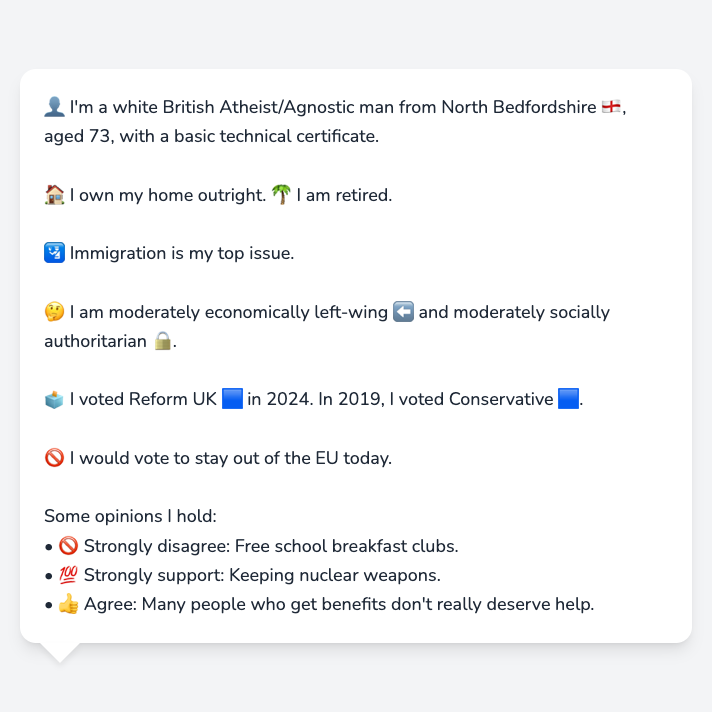 👤 I'm a white British Atheist/Agnostic man from North Bedfordshire 🏴󠁧󠁢󠁥󠁮󠁧󠁿,
aged 73, with a basic technical certificate.
🏠 I own my home outright. 🌴 I am retired.
🛂 Immigration is my top issue.
🤔 I am moderately economically left-wing ⬅️ and moderately socially
authoritarian 🔒.
🗳️ I voted Reform UK 🟦 in 2024. In 2019, I voted Conservative 🟦.
🚫 I would vote to stay out of the EU today.
Some opinions I hold:
• 🚫 Strongly disagree: Free school breakfast clubs.
• 💯 Strongly support: Keeping nuclear weapons.
• 👍 Agree: Many people who get benefits don't really deserve help.